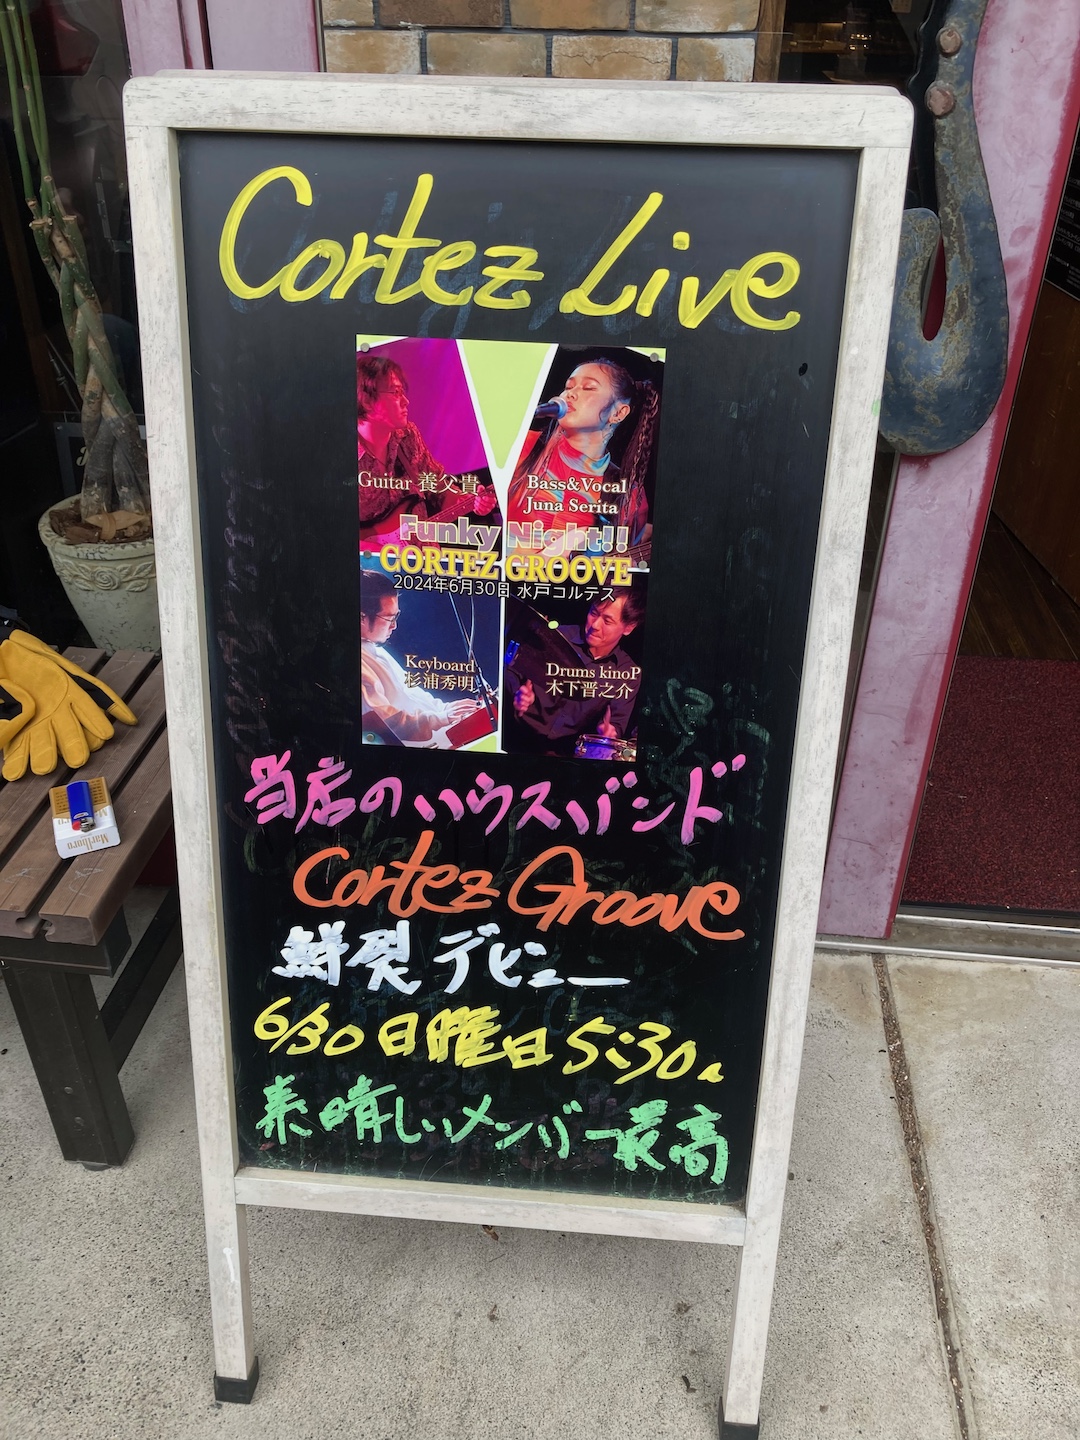 Cortez Live
Guitar 養父貴
Bass&Vocal
Juna Serita
Funky Night!!
CORTEZ GROOVE
2024年6月30日 水戸コルテス
Keyboard
杉浦秀明
Drums kinoP
木下晋之介
当店のハウスバンド
Cortez Groove
鮮裂デビュー
6/30日曜日 5:30~
素晴しいメンバー最高
Marlboro